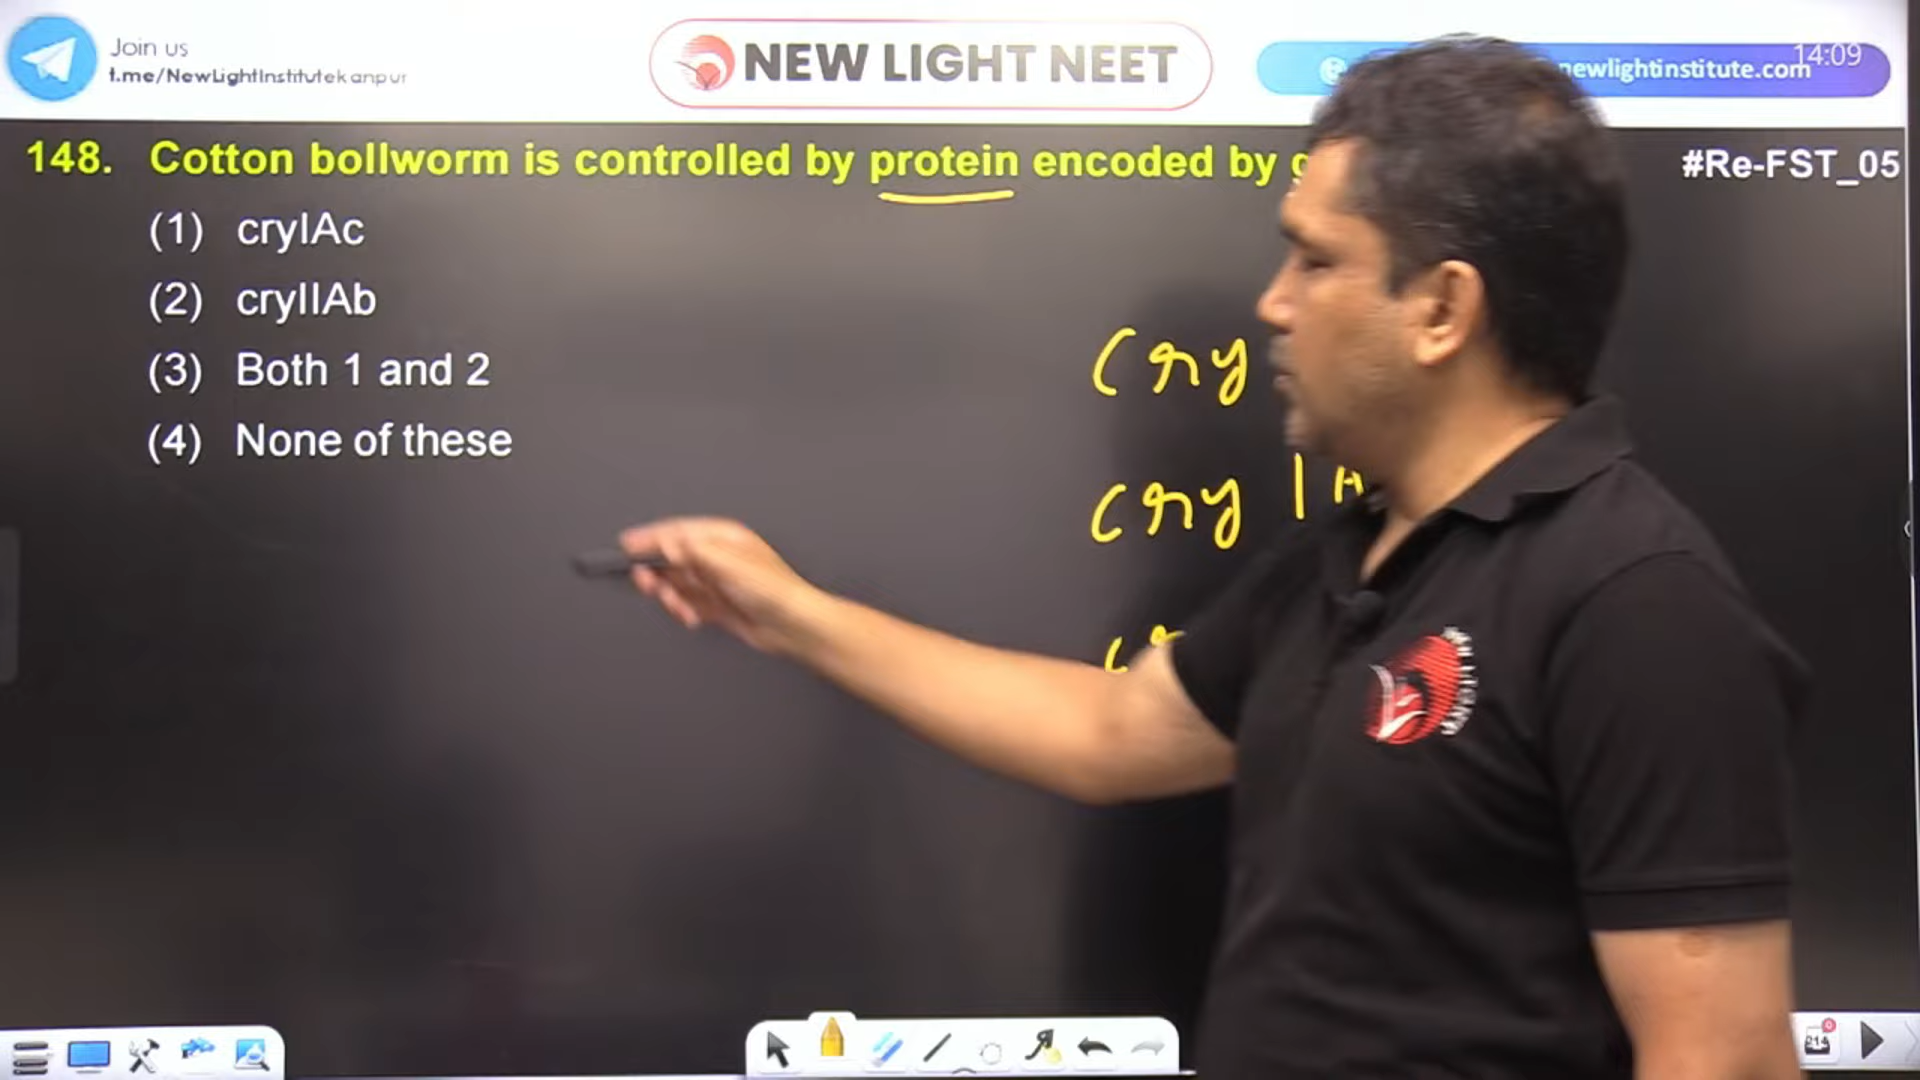 Join us
t.me/NewLightInstitutekanpur
NEW LIGHT NEET
newlightinstitute.com
14:09
148. Cotton bollworm is controlled by protein encoded by
#Re-FST_05
(1) cryIAc
(2) cryIIAb
(3) Both 1 and 2
(4) None of these
cry
cry I A
214